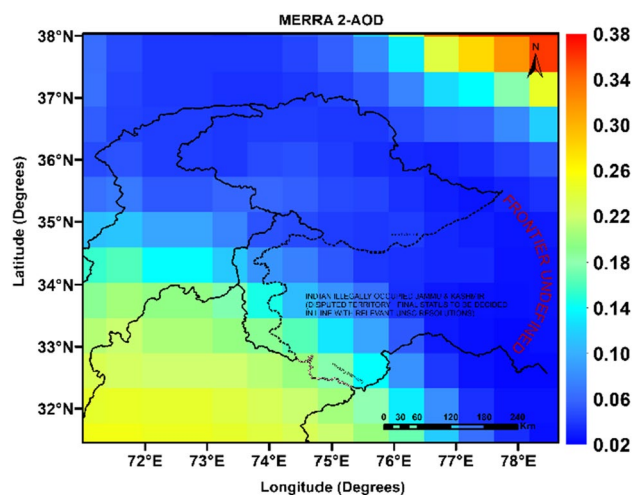 MERRA 2-AOD
38°N
37°N
36°N
35°N
34°N
33°N
32°N
Latitude (Degrees)
N
FRONTIER UNDEFINED
INDIAN ILLEGALLY OCCUPIED JAMMU & KASHMIR
(DISPUTED TERRITORY - FINAL STATUS TO BE DECIDED
IN LINE WITH RELEVANT UNSC RESOLUTIONS)
0 30 60 120 180 240
Km
72°E 73°E 74°E 75°E 76°E 77°E 78°E
Longitude (Degrees)
0.38
0.34
0.30
0.26
0.22
0.18
0.14
0.10
0.06
0.02